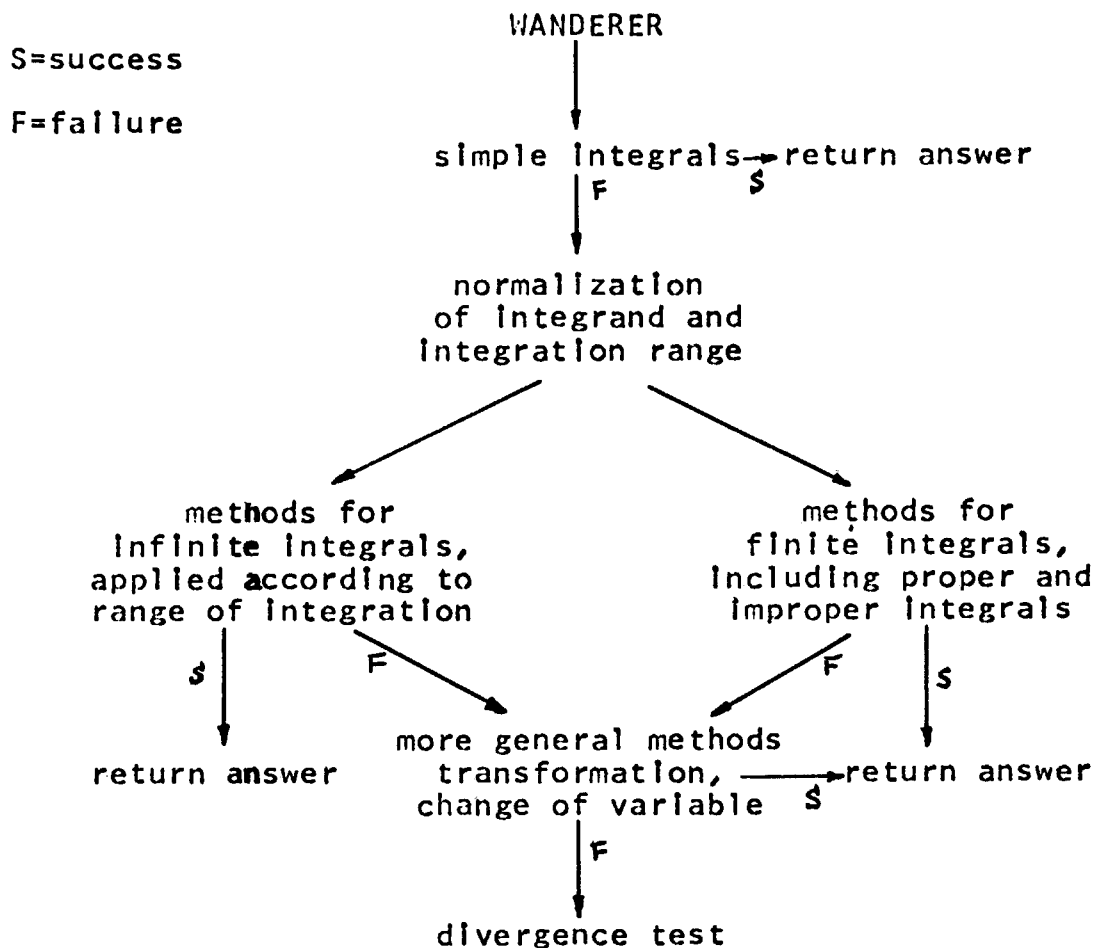 WANDERER
S=success
F=failure
simple integrals return answer
F S
normalization
of integrand and
integration range
methods for
infinite integrals,
applied according to
range of integration
methods for
finite integrals,
including proper and
improper integrals
S F
F S
return answer
more general methods
transformation,
change of variable
S
return answer
F
divergence test